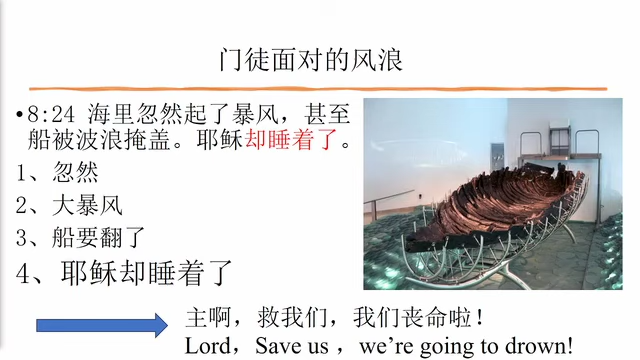 门徒面对的风浪
•8:24 海里忽然起了暴风，甚至
船被波浪掩盖。耶稣却睡着了。
1、忽然
2、大暴风
3、船要翻了
4、耶稣却睡着了
主啊，救我们，我们丧命啦！
Lord，Save us ，we’re going to drown!